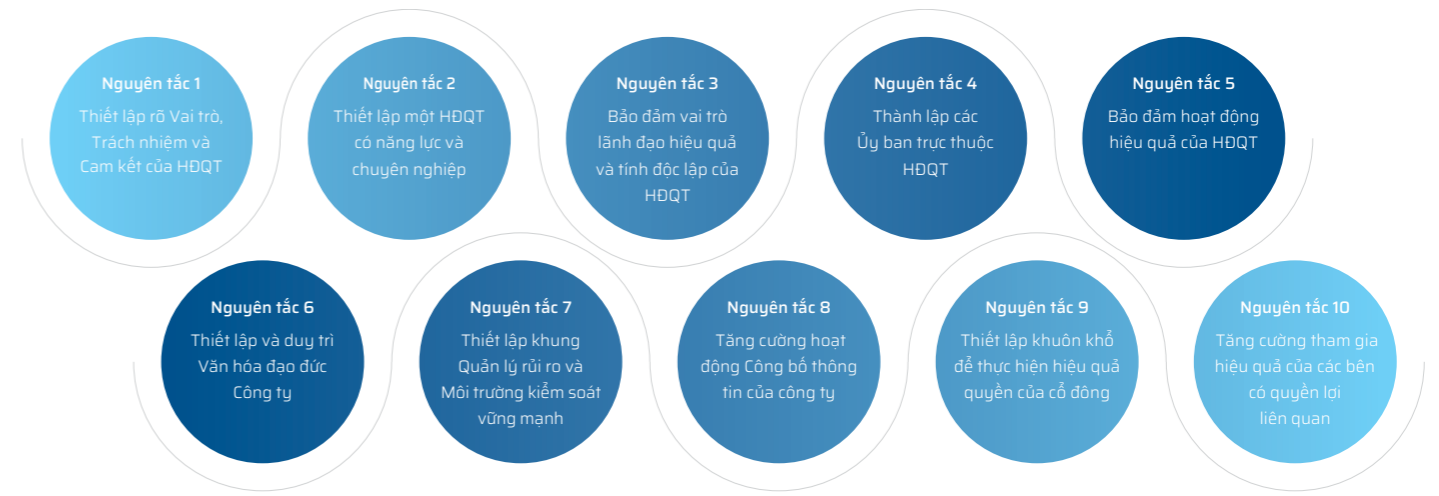 Nguyên tắc 1
Thiết lập rõ Vai trò,
Trách nhiệm và
Cam kết của HĐQT
Nguyên tắc 2
Thiết lập một HĐQT
có năng lực và
chuyên nghiệp
Nguyên tắc 3
Bảo đảm vai trò
lãnh đạo hiệu quả
và tính độc lập của
HĐQT
Nguyên tắc 4
Thành lập các
Ủy ban trực thuộc
HĐQT
Nguyên tắc 5
Bảo đảm hoạt động
hiệu quả của HĐQT
Nguyên tắc 6
Thiết lập và duy trì
Văn hóa đạo đức
Công ty
Nguyên tắc 7
Thiết lập khung
Quản lý rủi ro và
Môi trường kiểm soát
vững mạnh
Nguyên tắc 8
Tăng cường hoạt
động Công bố thông
tin của công ty
Nguyên tắc 9
Thiết lập khuôn khổ
để thực hiện hiệu quả
quyền của cổ đông
Nguyên tắc 10
Tăng cường tham gia
hiệu quả của các bên
có quyền lợi
liên quan